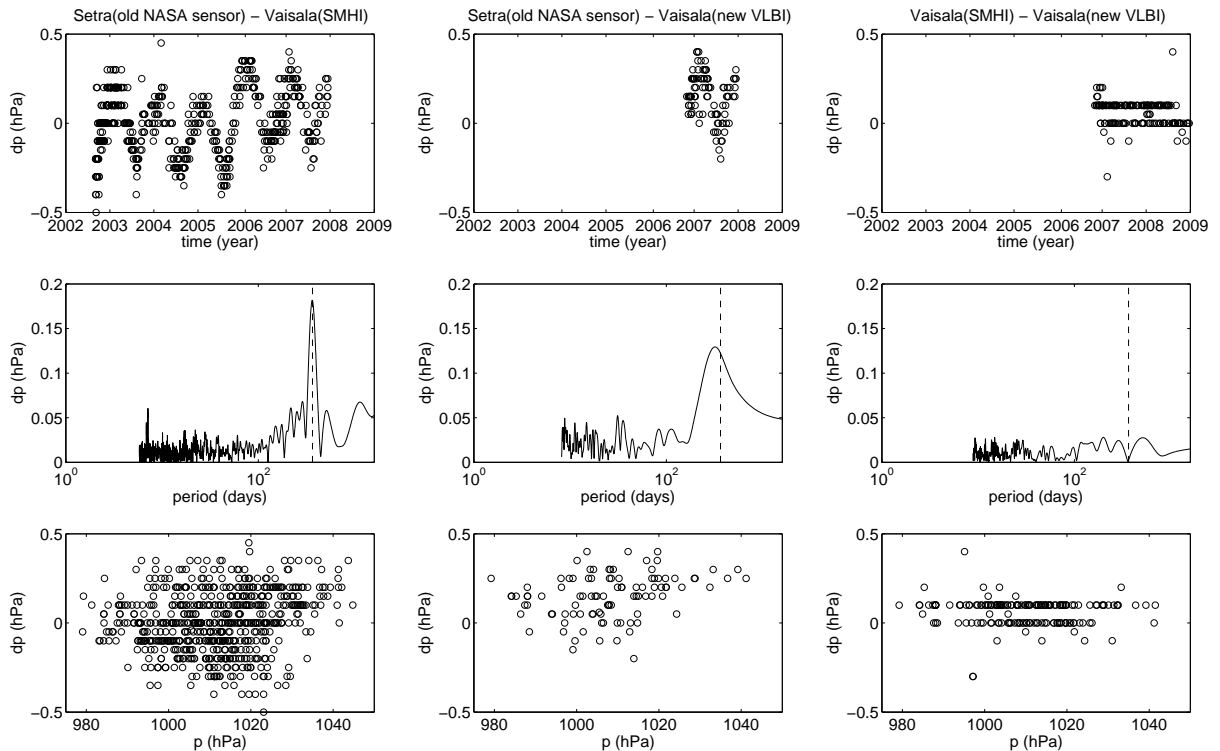 Setra(old NASA sensor) − Vaisala(SMHI)
Setra(old NASA sensor) − Vaisala(new VLBI)
Vaisala(SMHI) − Vaisala(new VLBI)
0.5
0
−0.5
dp (hPa)
2002 2003 2004 2005 2006 2007 2008 2009
time (year)
0.5
0
−0.5
dp (hPa)
2002 2003 2004 2005 2006 2007 2008 2009
time (year)
0.5
0
−0.5
dp (hPa)
2002 2003 2004 2005 2006 2007 2008 2009
time (year)
0.2
0.15
0.1
0.05
0
dp (hPa)
10^0 10^2
period (days)
0.2
0.15
0.1
0.05
0
dp (hPa)
10^0 10^2
period (days)
0.2
0.15
0.1
0.05
0
dp (hPa)
10^0 10^2
period (days)
0.5
0
−0.5
dp (hPa)
980 1000 1020 1040
p (hPa)
0.5
0
−0.5
dp (hPa)
980 1000 1020 1040
p (hPa)
0.5
0
−0.5
dp (hPa)
980 1000 1020 1040
p (hPa)